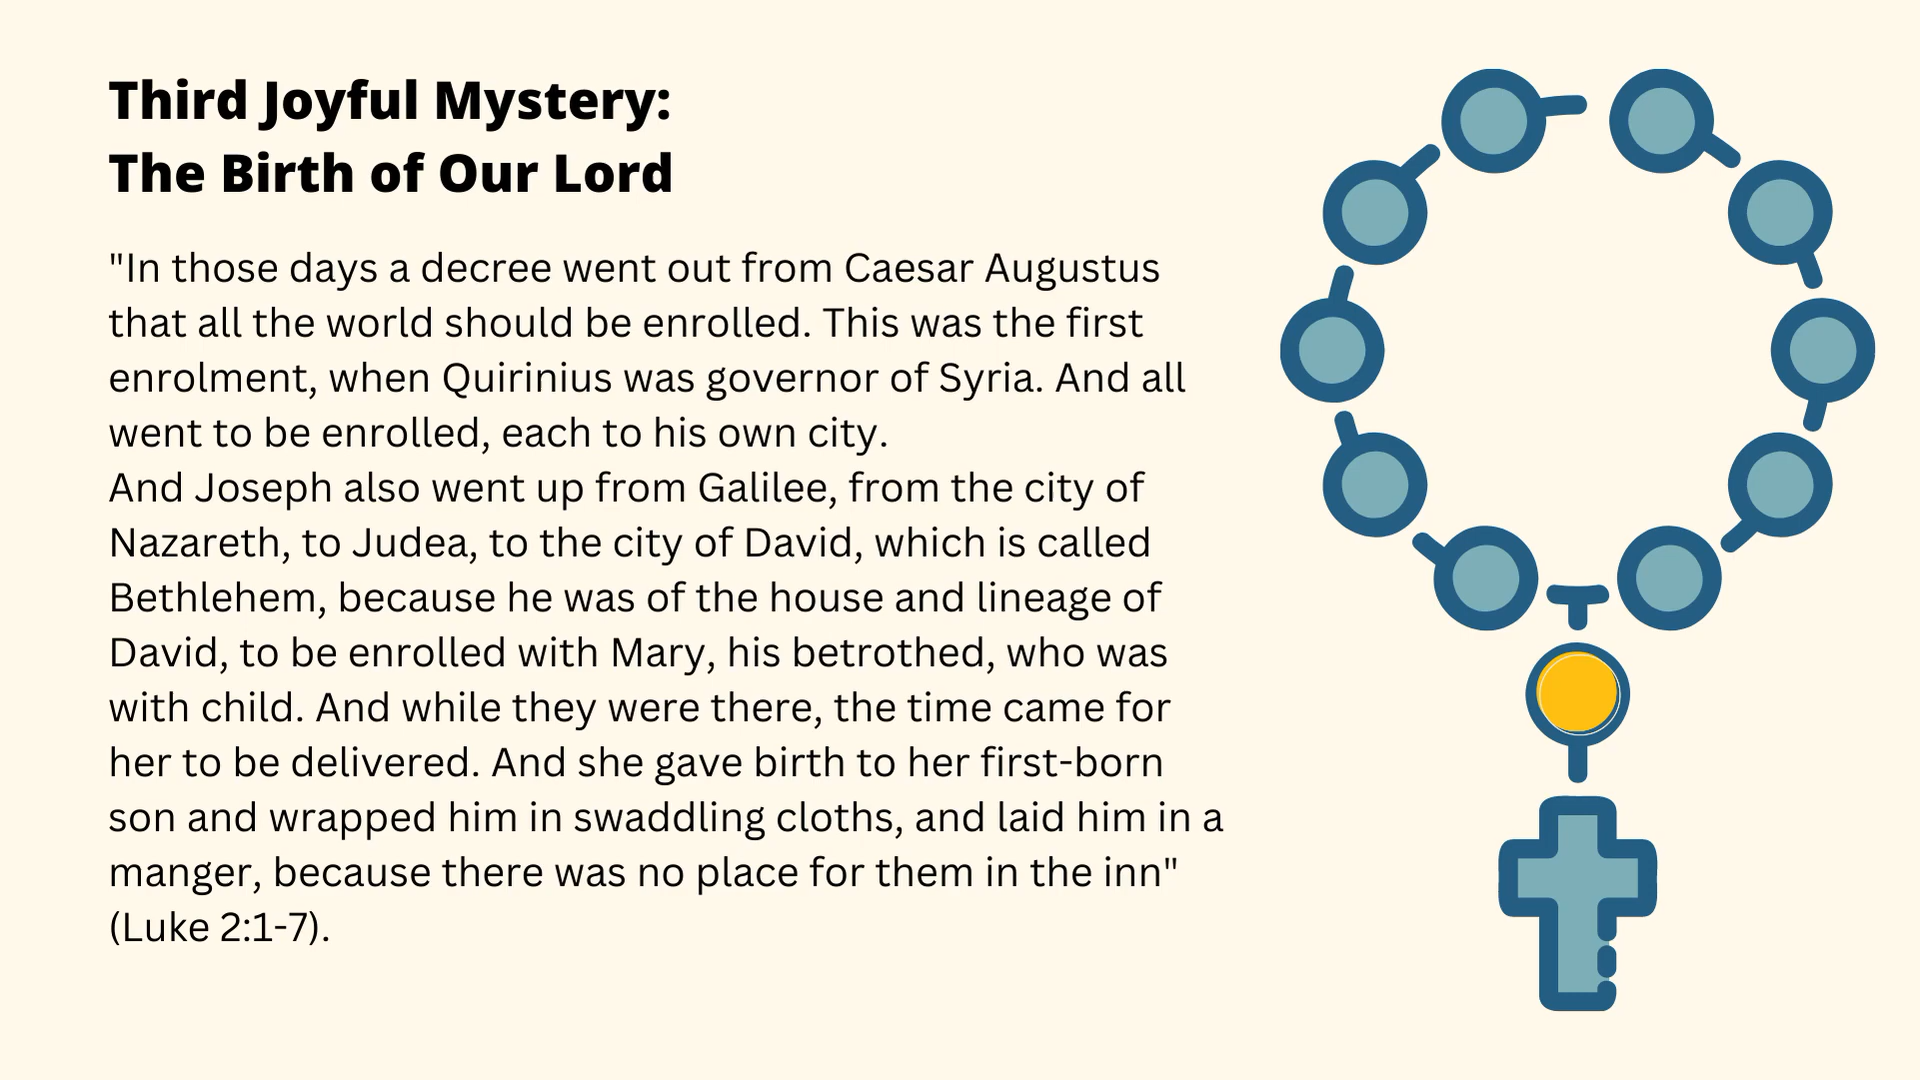 Third Joyful Mystery:
The Birth of Our Lord
"In those days a decree went out from Caesar Augustus
that all the world should be enrolled. This was the first
enrolment, when Quirinius was governor of Syria. And all
went to be enrolled, each to his own city.
And Joseph also went up from Galilee, from the city of
Nazareth, to Judea, to the city of David, which is called
Bethlehem, because he was of the house and lineage of
David, to be enrolled with Mary, his betrothed, who was
with child. And while they were there, the time came for
her to be delivered. And she gave birth to her first-born
son and wrapped him in swaddling cloths, and laid him in a
manger, because there was no place for them in the inn"
(Luke 2:1-7).